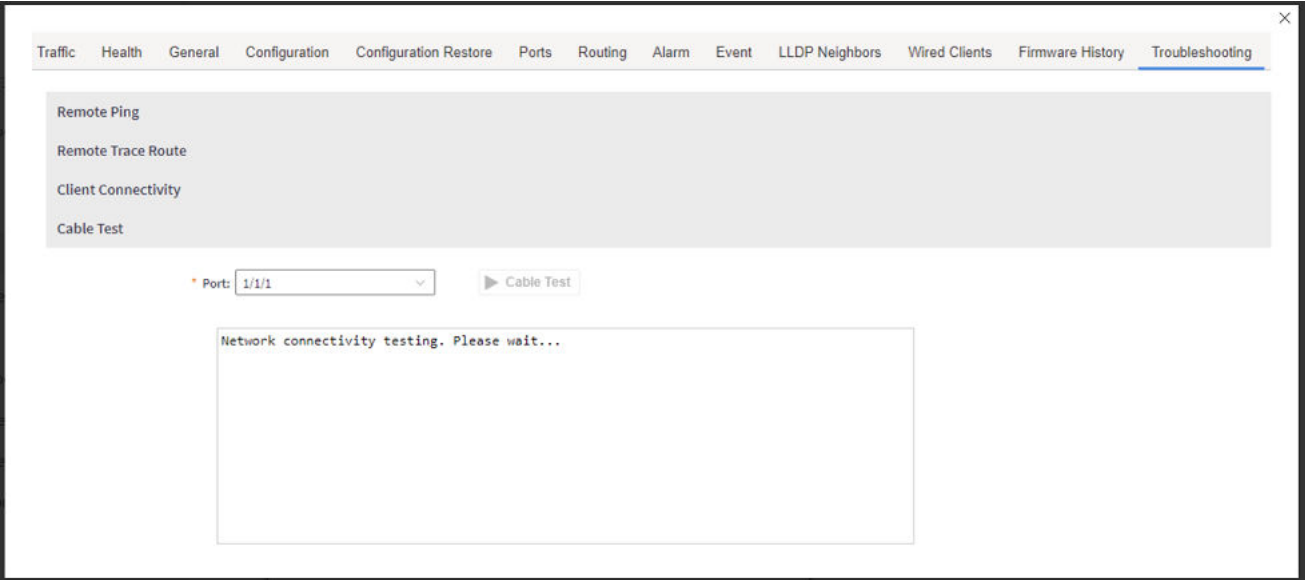 Traffic Health General Configuration Configuration Restore Ports Routing Alarm Event LLDP Neighbors Wired Clients Firmware History Troubleshooting
Remote Ping
Remote Trace Route
Client Connectivity
Cable Test
* Port: 1/1/1 Cable Test
Network connectivity testing. Please wait...